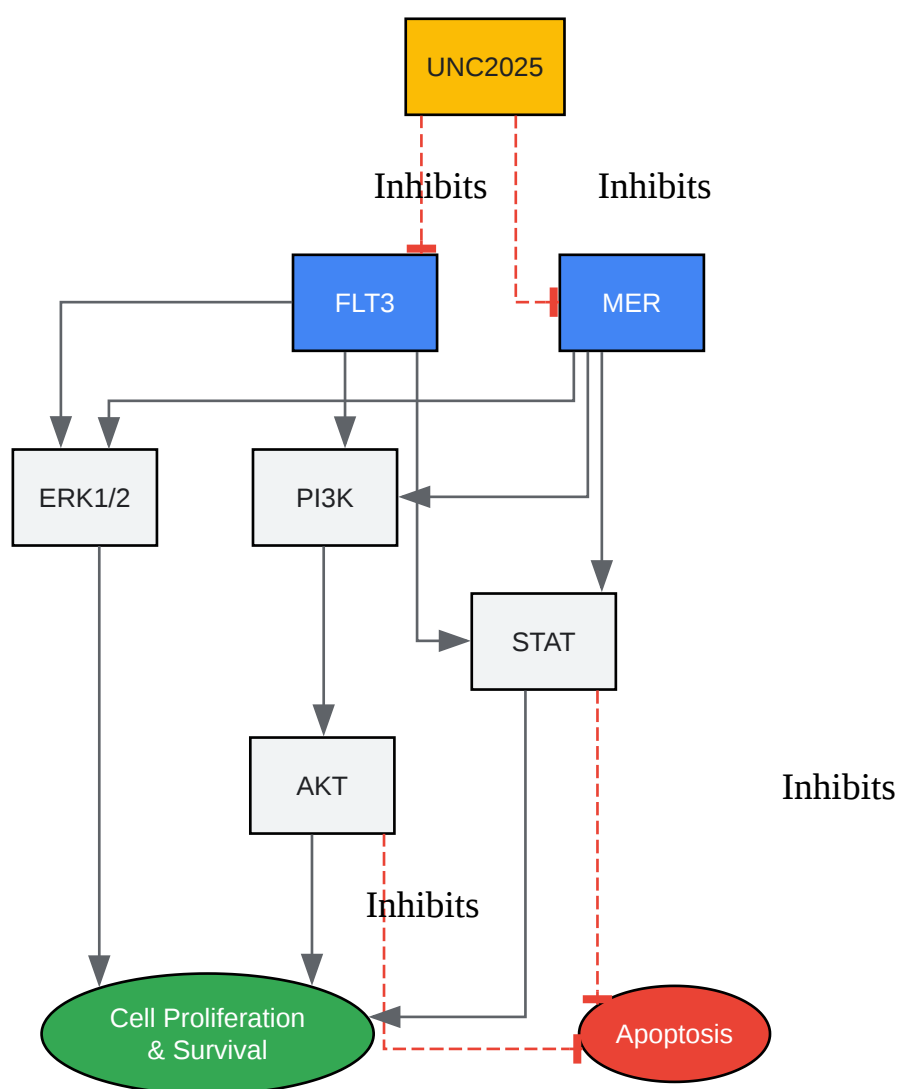 UNC2025
Inhibits
Inhibits
FLT3
MER
ERK1/2
PI3K
STAT
AKT
Inhibits
Inhibits
Cell Proliferation
& Survival
Apoptosis